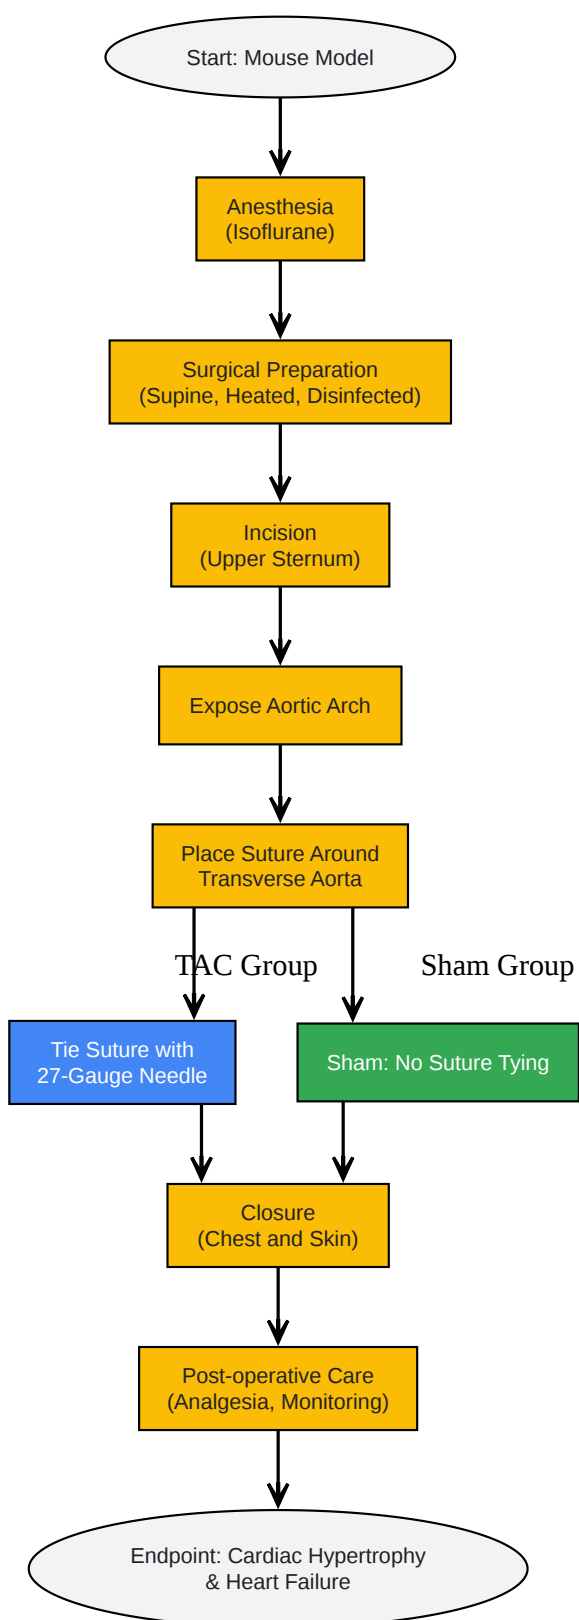 Start: Mouse Model
Anesthesia
(Isoflurane)
Surgical Preparation
(Supine, Heated, Disinfected)
Incision
(Upper Sternum)
Expose Aortic Arch
Place Suture Around
Transverse Aorta
TAC Group
Sham Group
Tie Suture with
27-Gauge Needle
Sham: No Suture Tying
Closure
(Chest and Skin)
Post-operative Care
(Analgesia, Monitoring)
Endpoint: Cardiac Hypertrophy
& Heart Failure